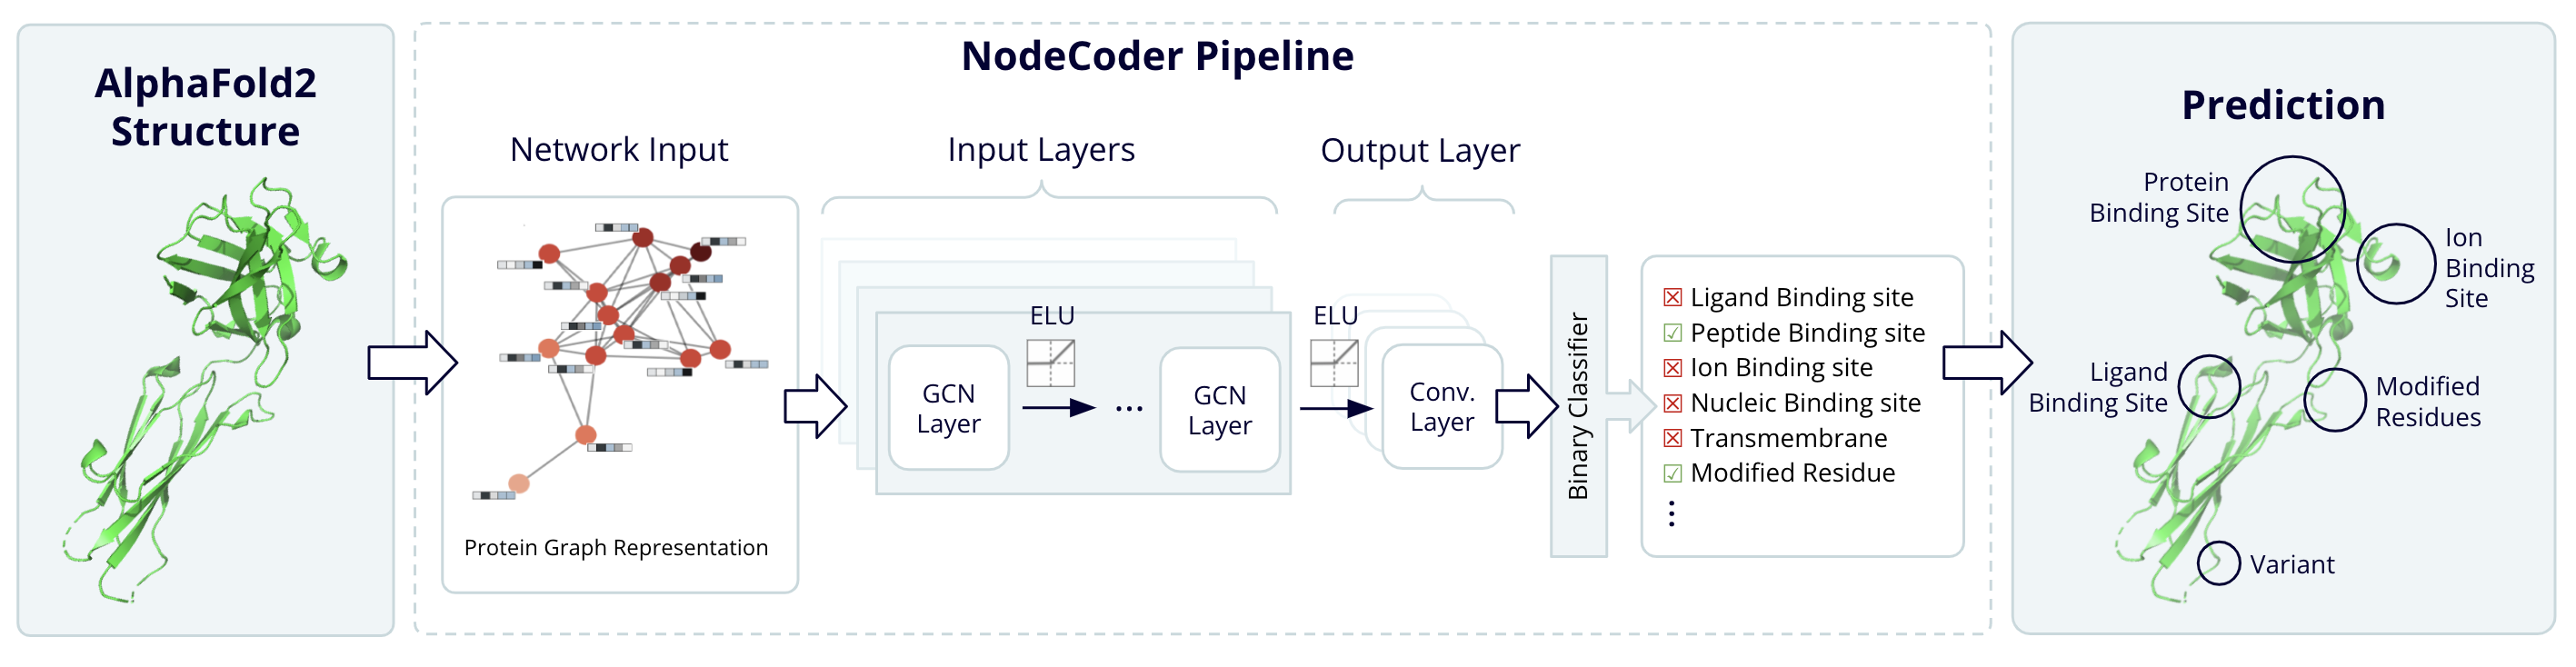 AlphaFold2
Structure
NodeCoder Pipeline
Network Input
Protein Graph Representation
Input Layers
ELU
GCN
Layer
...
GCN
Layer
Output Layer
ELU
Conv.
Layer
Binary Classifier
☒ Ligand Binding site
☑ Peptide Binding site
☒ Ion Binding site
☒ Nucleic Binding site
☒ Transmembrane
☑ Modified Residue
⋮
Prediction
Protein
Binding Site
Ion
Binding
Site
Ligand
Binding Site
Modified
Residues
Variant